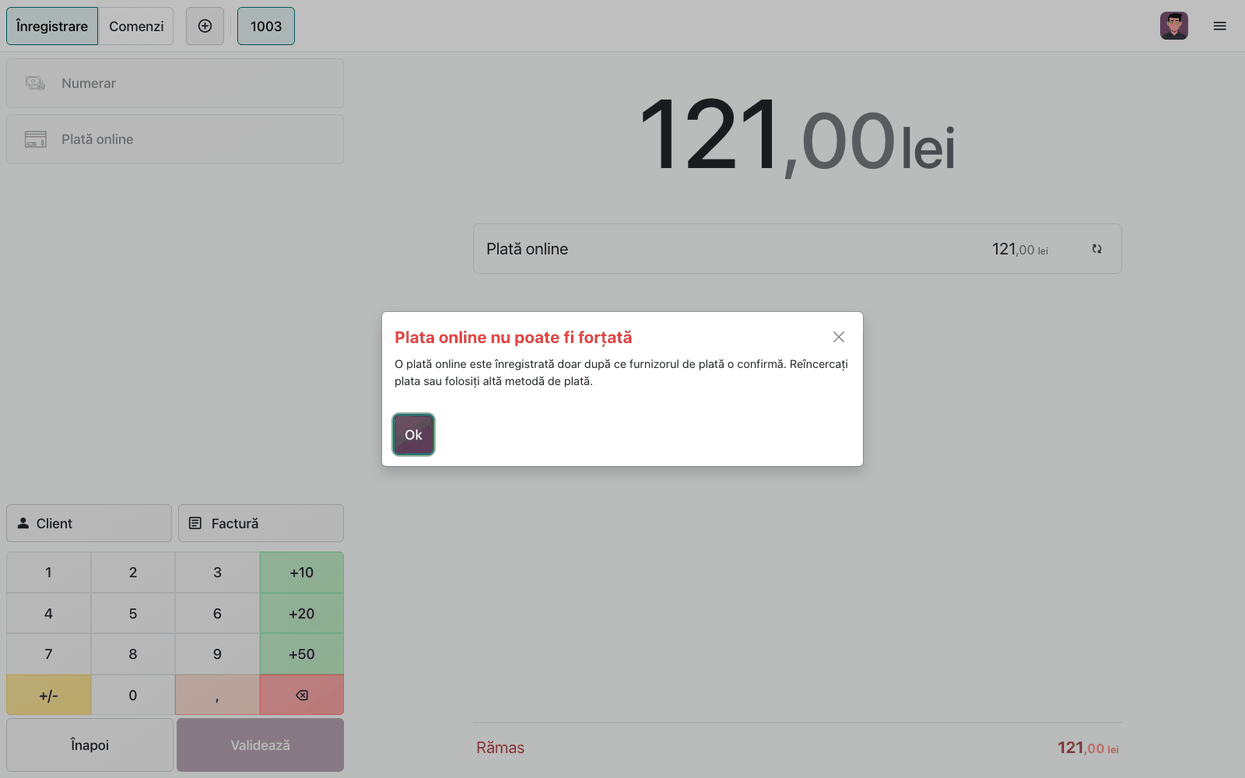 Înregistrare
Comenzi
1003
Numerar
Plată online
121,00lei
Plată online
121,00 lei
Plata online nu poate fi forțată
O plată online este înregistrată doar după ce furnizorul de plată o confirmă. Reîncercați
plata sau folosiți altă metodă de plată.
Ok
Client
Factură
1 2 3 +10
4 5 6 +20
7 8 9 +50
+/- 0 ,
Înapoi
Validează
Rămas
121,00 lei